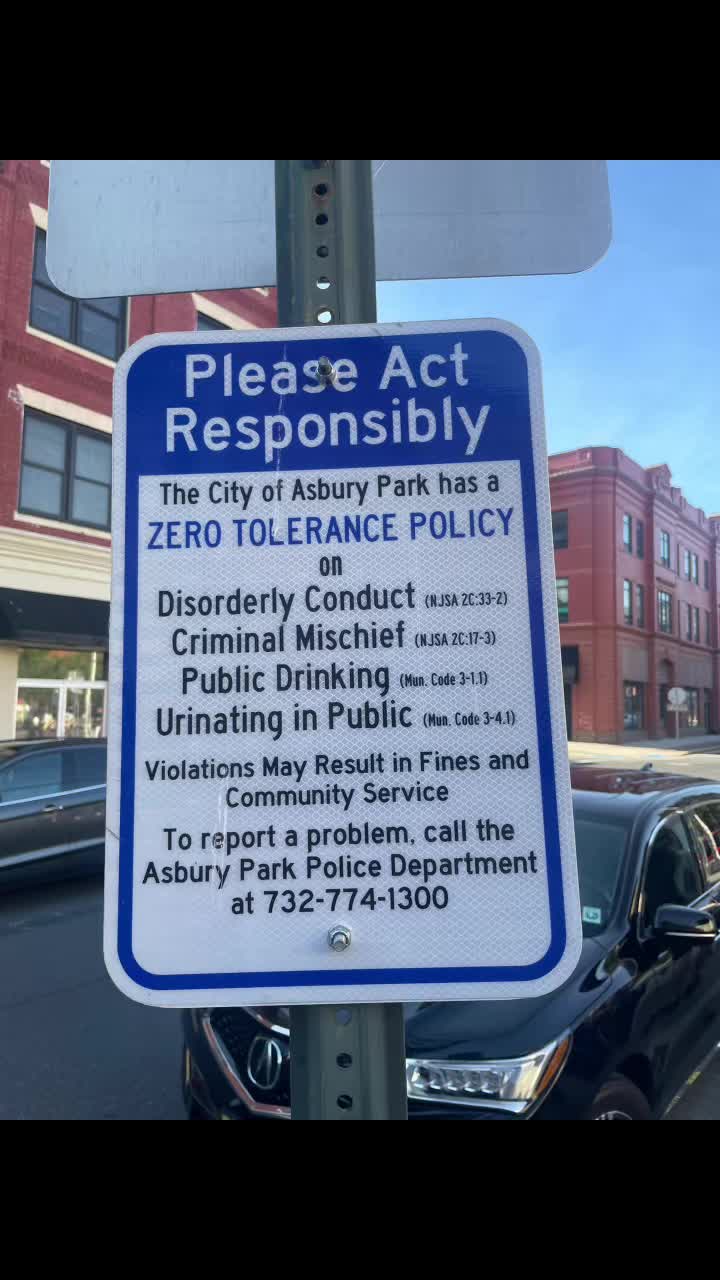 Please Act
Responsibly
The City of Asbury Park has a
ZERO TOLERANCE POLICY
on
Disorderly Conduct (NJSA 2C:33-2)
Criminal Mischief (NJSA 2C:17-3)
Public Drinking (Mun. Code 3-1.1)
Urinating in Public (Mun. Code 3-4.1)
Violations May Result in Fines and
Community Service
To report a problem, call the
Asbury Park Police Department
at 732-774-1300